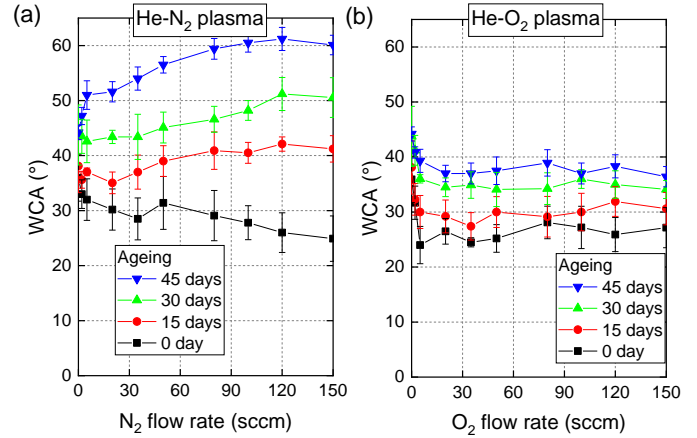 (a)
He-N₂ plasma
60
50
40
30
20
10
0
WCA (°)
Ageing
45 days
30 days
15 days
0 day
0
30
60
90
120
150
N₂ flow rate (sccm)
(b)
He-O₂ plasma
60
50
40
30
20
10
0
WCA (°)
Ageing
45 days
30 days
15 days
0 day
0
30
60
90
120
150
O₂ flow rate (sccm)